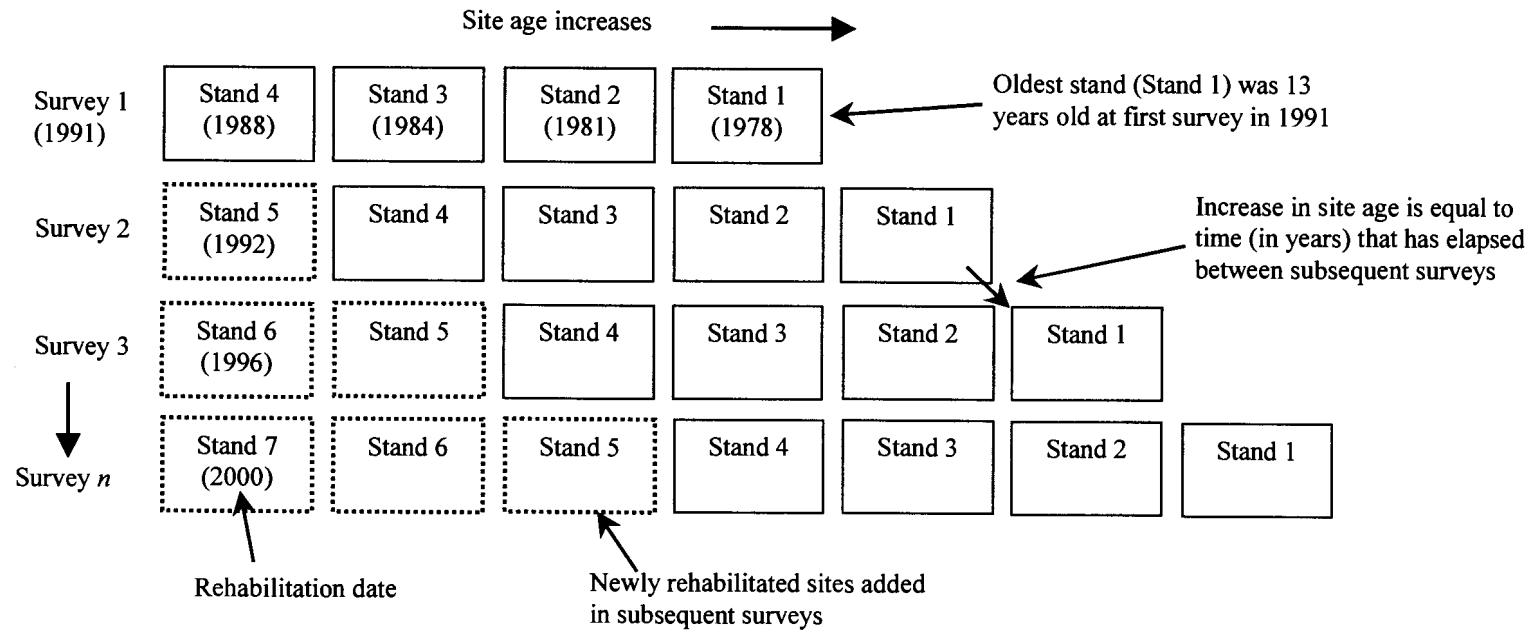 Site age increases
Survey 1
(1991)
Stand 4
(1988)
Stand 3
(1984)
Stand 2
(1981)
Stand 1
(1978)
Oldest stand (Stand 1) was 13
years old at first survey in 1991
Survey 2
Stand 5
(1992)
Stand 4
Stand 3
Stand 2
Stand 1
Increase in site age is equal to
time (in years) that has elapsed
between subsequent surveys
Survey 3
Stand 6
(1996)
Stand 5
Stand 4
Stand 3
Stand 2
Stand 1
Survey n
Stand 7
(2000)
Stand 6
Stand 5
Stand 4
Stand 3
Stand 2
Stand 1
Rehabilitation date
Newly rehabilitated sites added
in subsequent surveys